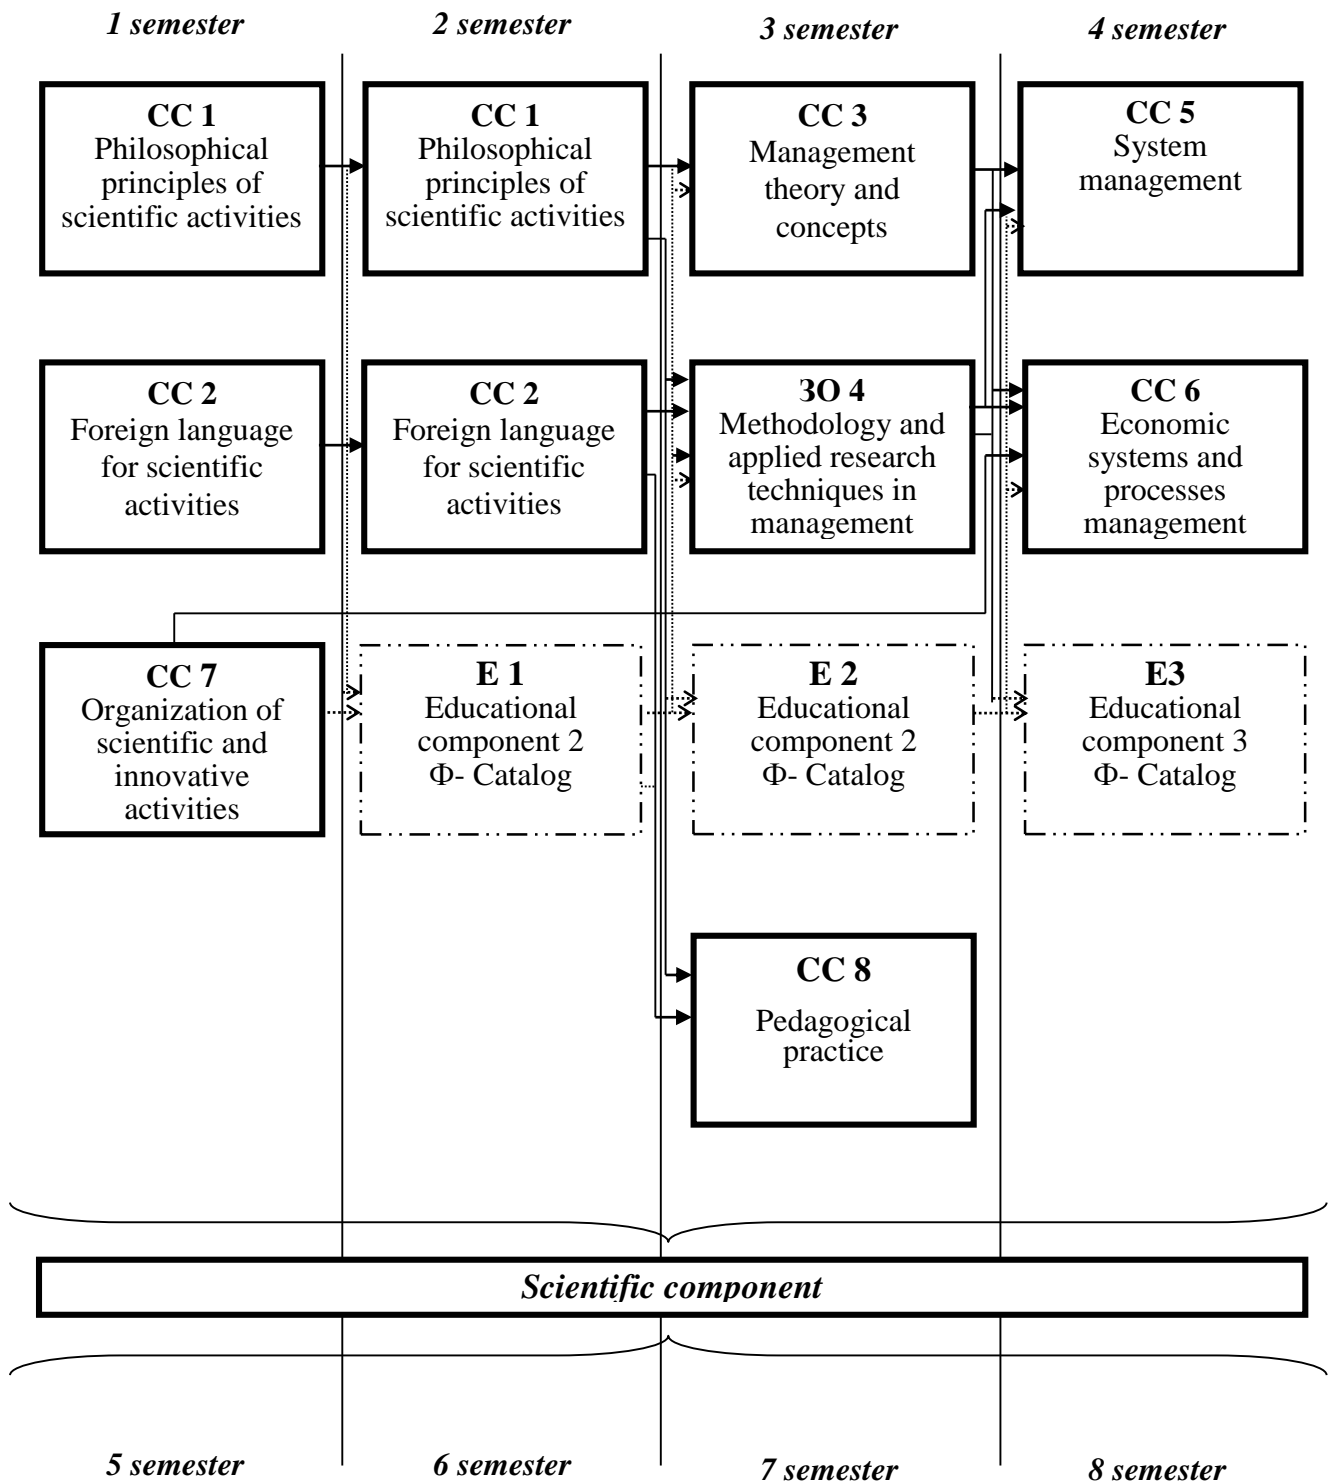 1 semester
2 semester
3 semester
4 semester
CC 1
Philosophical
principles of
scientific activities
CC 1
Philosophical
principles of
scientific activities
CC 3
Management
theory and
concepts
CC 5
System
management
CC 2
Foreign language
for scientific
activities
CC 2
Foreign language
for scientific
activities
ЗО 4
Methodology and
applied research
techniques in
management
CC 6
Economic
systems and
processes
management
CC 7
Organization of
scientific and
innovative
activities
E 1
Educational
component 2
Ф- Catalog
E 2
Educational
component 2
Ф- Catalog
E3
Educational
component 3
Ф- Catalog
CC 8
Pedagogical
practice
Scientific component
5 semester
6 semester
7 semester
8 semester